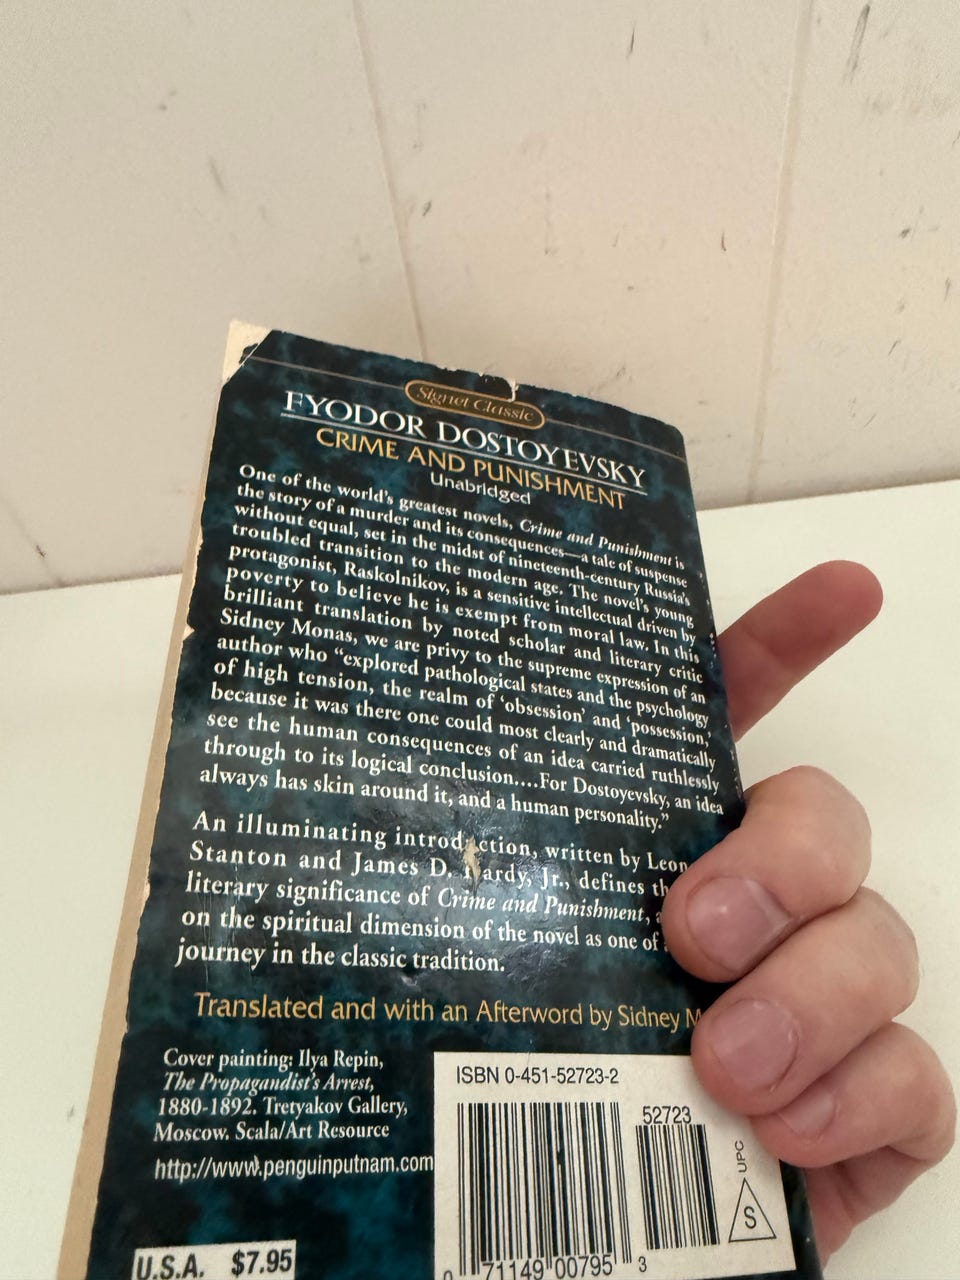 Signet Classic
FYODOR DOSTOYEVSKY
CRIME AND PUNISHMENT
Unabridged
One of the world's greatest novels, Crime and Punishment is
the story of a murder and its consequences—a tale of suspense
without equal, set in the midst of nineteenth-century Russia's
troubled transition to the modern age. The novel's young
protagonist, Raskolnikov, is a sensitive intellectual driven by
poverty to believe he is exempt from moral law. In this
brilliant translation by noted scholar and literary critic
Sidney Monas, we are privy to the supreme expression of an
author who “explored pathological states and the psychology
of high tension, the realm of ‘obsession’ and ‘possession,’
because it was there one could most clearly and dramatically
see the human consequences of an idea carried ruthlessly
through to its logical conclusion....For Dostoyevsky, an idea
always has skin around it, and a human personality.”
An illuminating introd ction, written by Leon
Stanton and James D. ardy, Jr., defines th
literary significance of Crime and Punishment, a
on the spiritual dimension of the novel as one of
journey in the classic tradition.
Translated and with an Afterword by Sidney M
Cover painting: Ilya Repin,
The Propagandist's Arrest,
1880-1892. Tretyakov Gallery,
Moscow. Scala/Art Resource
http://www.penguinputnam.com
ISBN 0-451-52723-2
52723
UPC
S
U.S.A. $7.95
0 71149 00795 3